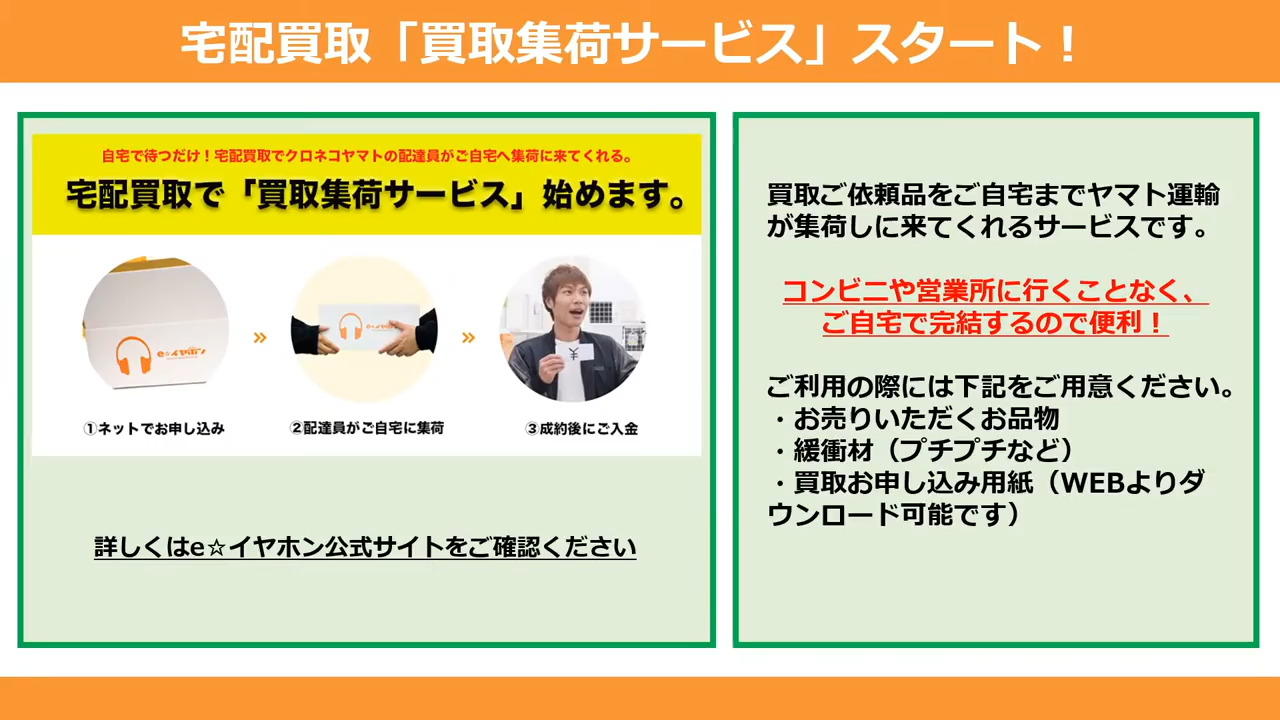 宅配買取「買取集荷サービス」スタート！
自宅で待つだけ！宅配買取でクロネコヤマトの配達員がご自宅へ集荷に来てくれる。
宅配買取で「買取集荷サービス」始めます。
e☆イヤホン
e☆イヤホン
¥
①ネットでお申し込み
②配達員がご自宅に集荷
③成約後にご入金
詳しくはe☆イヤホン公式サイトをご確認ください
買取ご依頼品をご自宅までヤマト運輸
が集荷しに来てくれるサービスです。
コンビニや営業所に行くことなく、
ご自宅で完結するので便利！
ご利用の際には下記をご用意ください。
・お売りいただくお品物
・緩衝材（プチプチなど）
・買取お申し込み用紙（WEBよりダ
ウンロード可能です）